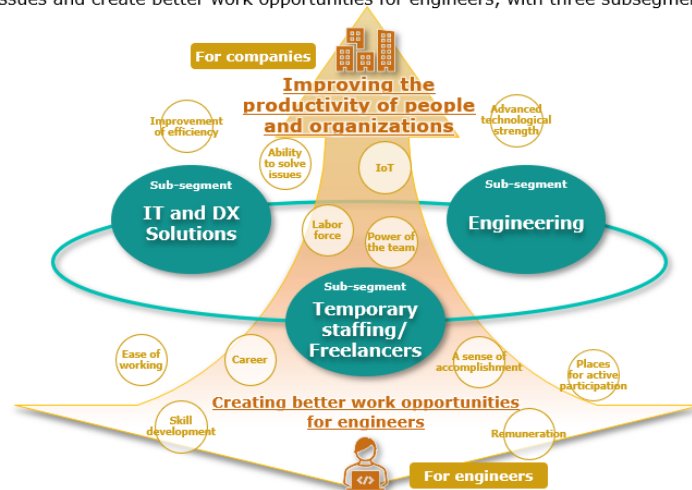 issues and create better work opportunities for engineers, with three subsegmen
For companies
Improving the
productivity of people
and organizations
Improvement
of efficiency
Advanced
technological
strength
Ability
to solve
issues
IoT
Sub-segment
IT and DX
Solutions
Sub-segment
Engineering
Labor
force
Power of
the team
Sub-segment
Temporary
staffing/
Freelancers
Ease of
working
Career
A sense of
accomplishment
Places
for active
participation
Creating better work opportunities
for engineers
Skill
development
Remuneration
</>
For engineers